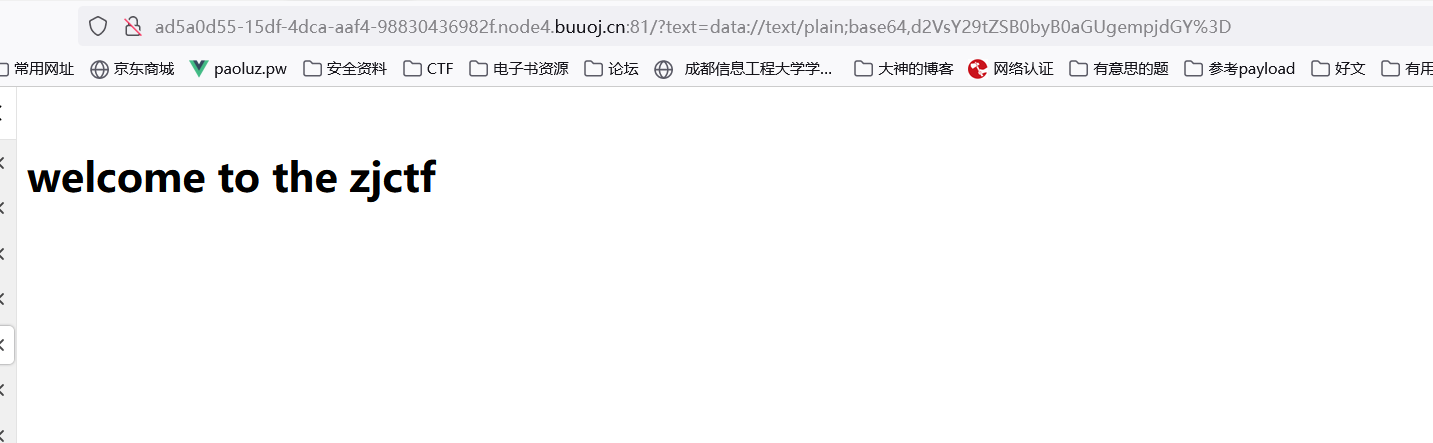 ad5a0d55-15df-4dca-aaf4-98830436982f.node4.buuoj.cn:81/?text=data://text/plain;base64,d2VsY29tZSB0byB0aGUgempjdGY%3D
常用网址 京东商城 paoluz.pw 安全资料 CTF 电子书资源 论坛 成都信息工程大学学... 大神的博客 网络认证 有意思的题 参考payload 好文 有用
welcome to the zjctf